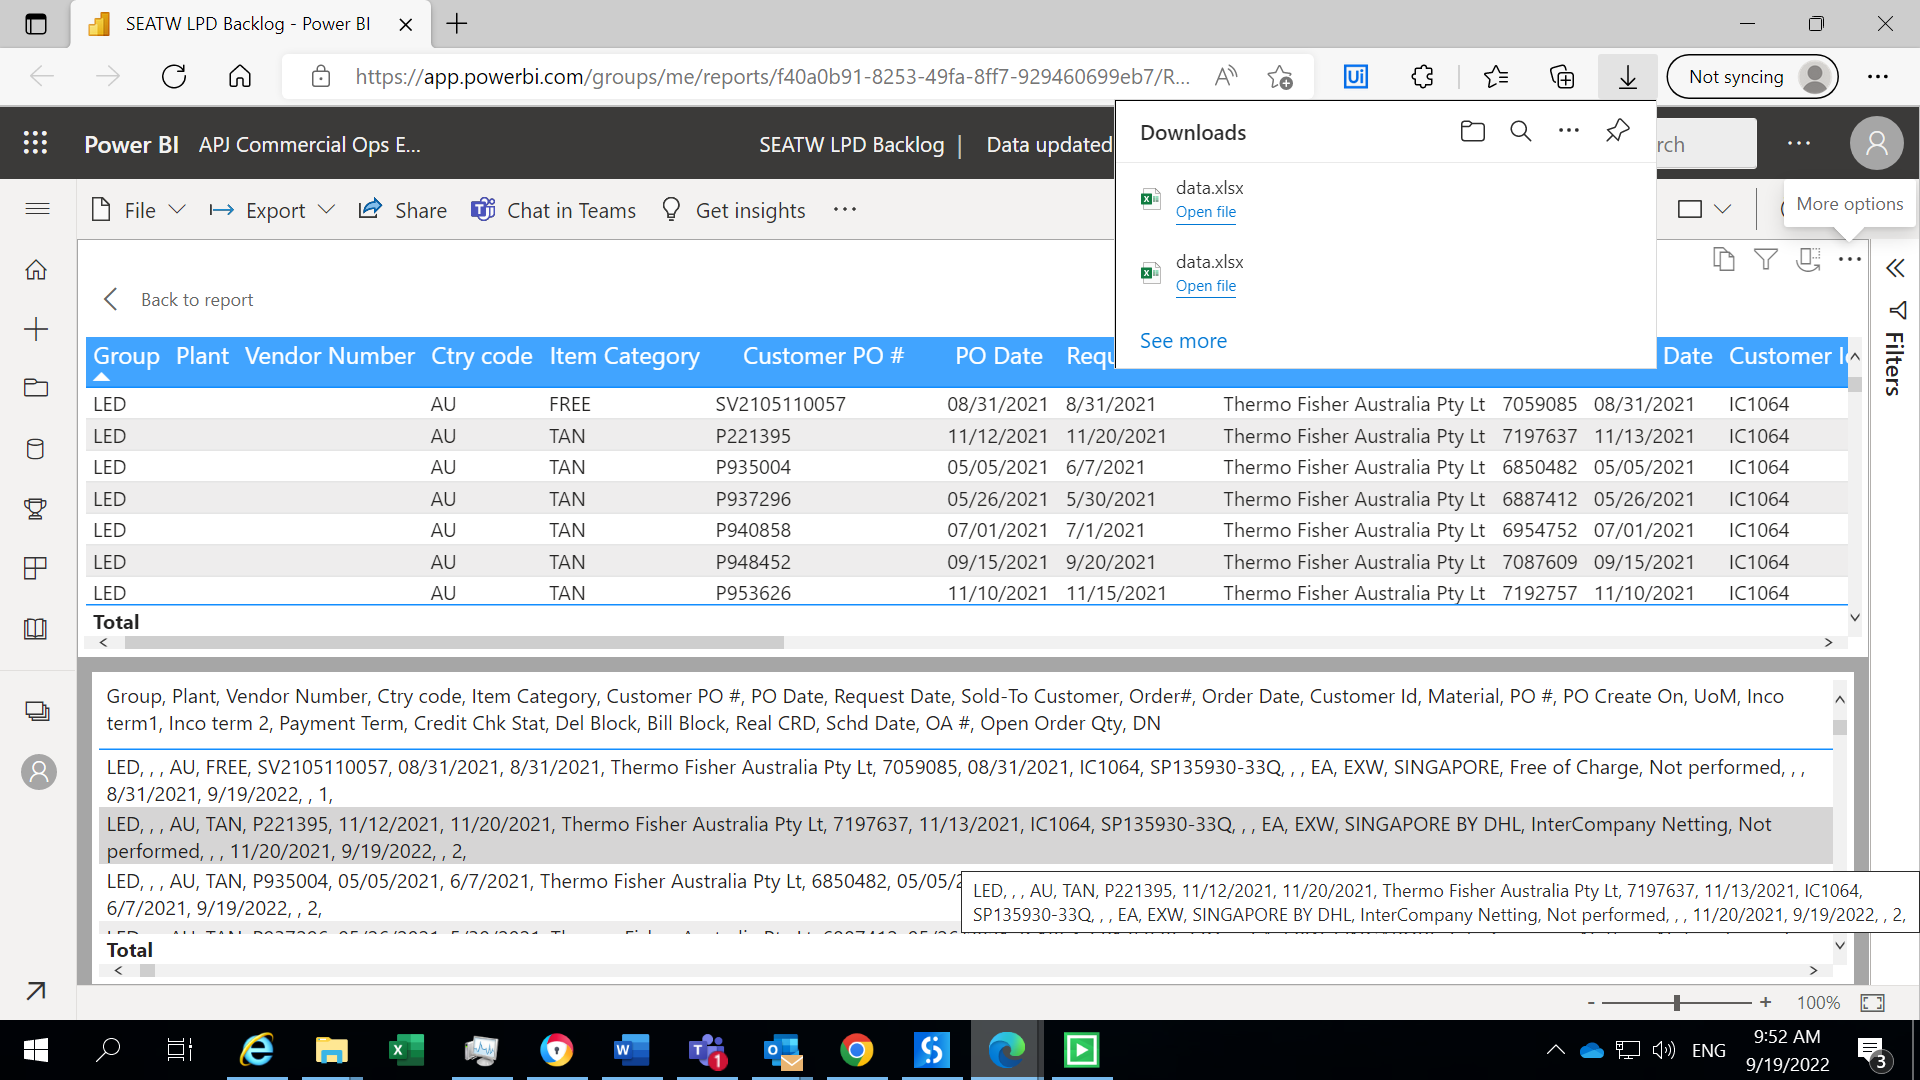 SEATW LPD Backlog - Power BI
https://app.powerbi.com/groups/me/reports/f40a0b91-8253-49fa-8ff7-929460699eb7/R...
Not syncing
Power BI APJ Commercial Ops E...
SEATW LPD Backlog | Data updated
rch
Downloads
data.xlsx
Open file
data.xlsx
Open file
See more
File Export Share Chat in Teams Get insights
More options
Back to report
Filters
Group Plant Vendor Number Ctry code Item Category Customer PO # PO Date Requ Date Customer Id
LED AU FREE SV2105110057 08/31/2021 8/31/2021 Thermo Fisher Australia Pty Lt 7059085 08/31/2021 IC1064
LED AU TAN P221395 11/12/2021 11/20/2021 Thermo Fisher Australia Pty Lt 7197637 11/13/2021 IC1064
LED AU TAN P935004 05/05/2021 6/7/2021 Thermo Fisher Australia Pty Lt 6850482 05/05/2021 IC1064
LED AU TAN P937296 05/26/2021 5/30/2021 Thermo Fisher Australia Pty Lt 6887412 05/26/2021 IC1064
LED AU TAN P940858 07/01/2021 7/1/2021 Thermo Fisher Australia Pty Lt 6954752 07/01/2021 IC1064
LED AU TAN P948452 09/15/2021 9/20/2021 Thermo Fisher Australia Pty Lt 7087609 09/15/2021 IC1064
LED AU TAN P953626 11/10/2021 11/15/2021 Thermo Fisher Australia Pty Lt 7192757 11/10/2021 IC1064
Total
Group, Plant, Vendor Number, Ctry code, Item Category, Customer PO #, PO Date, Request Date, Sold-To Customer, Order#, Order Date, Customer Id, Material, PO #, PO Create On, UoM, Inco
term1, Inco term 2, Payment Term, Credit Chk Stat, Del Block, Bill Block, Real CRD, Schd Date, OA #, Open Order Qty, DN
LED, , , AU, FREE, SV2105110057, 08/31/2021, 8/31/2021, Thermo Fisher Australia Pty Lt, 7059085, 08/31/2021, IC1064, SP135930-33Q, , , EA, EXW, SINGAPORE, Free of Charge, Not performed, , ,
8/31/2021, 9/19/2022, , 1,
LED, , , AU, TAN, P221395, 11/12/2021, 11/20/2021, Thermo Fisher Australia Pty Lt, 7197637, 11/13/2021, IC1064, SP135930-33Q, , , EA, EXW, SINGAPORE BY DHL, InterCompany Netting, Not
performed, , , 11/20/2021, 9/19/2022, , 2,
LED, , , AU, TAN, P935004, 05/05/2021, 6/7/2021, Thermo Fisher Australia Pty Lt, 6850482, 05/05/2
6/7/2021, 9/19/2022, , 2,
LED, , , AU, TAN, P221395, 11/12/2021, 11/20/2021, Thermo Fisher Australia Pty Lt, 7197637, 11/13/2021, IC1064,
SP135930-33Q, , , EA, EXW, SINGAPORE BY DHL, InterCompany Netting, Not performed, , , 11/20/2021, 9/19/2022, , 2,
Total
- + 100%
ENG
9:52 AM
9/19/2022
3
1